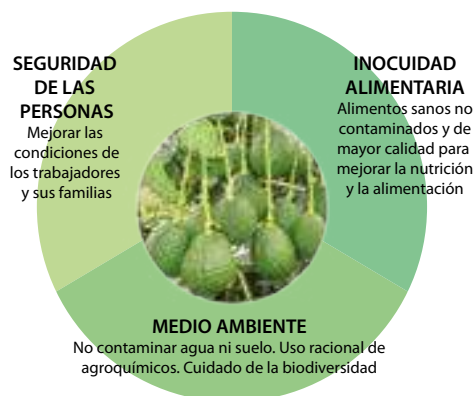 SEGURIDAD
DE LAS
PERSONAS
Mejorar las
condiciones de
los trabajadores
y sus familias
INOCUIDAD
ALIMENTARIA
Alimentos sanos no
contaminados y de
mayor calidad para
mejorar la nutrición
y la alimentación
MEDIO AMBIENTE
No contaminar agua ni suelo. Uso racional de
agroquímicos. Cuidado de la biodiversidad